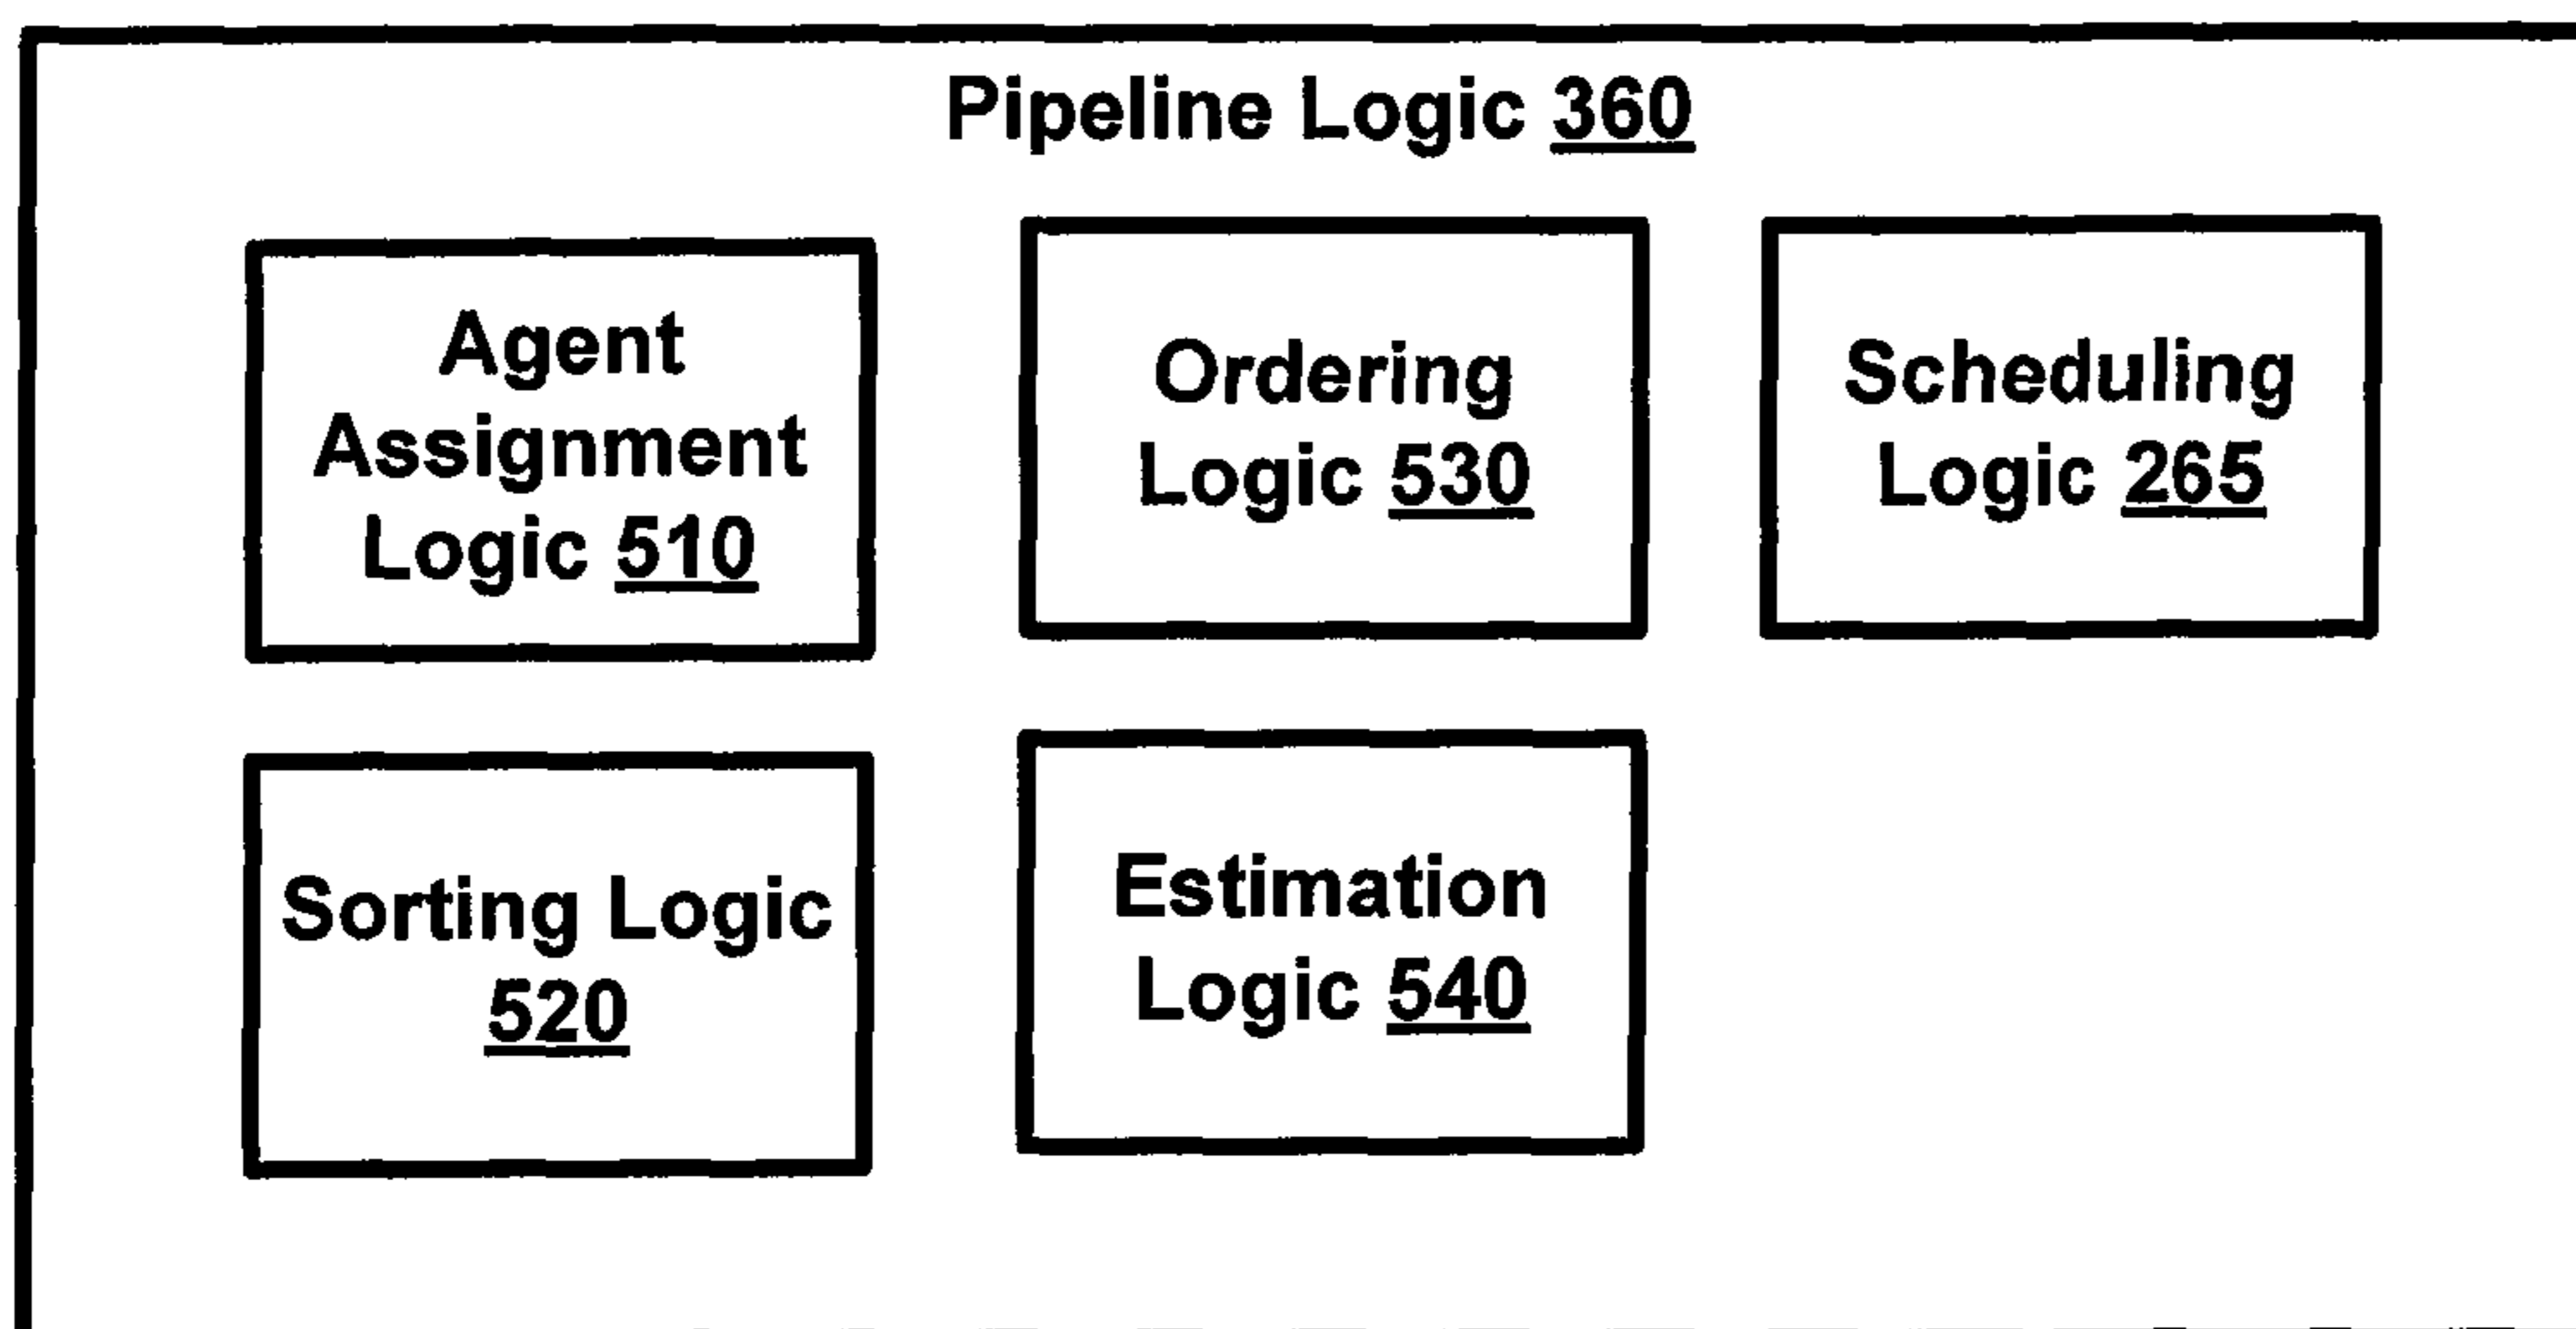 Pipeline Logic 360
Agent
Assignment
Logic 510
Ordering
Logic 530
Scheduling
Logic 265
Sorting Logic
520
Estimation
Logic 540